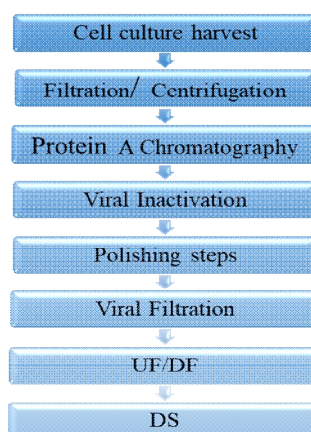 Cell culture harvest
Filtration/ Centrifugation
Protein A Chromatography
Viral Inactivation
Polishing steps
Viral Filtration
UF/DF
DS